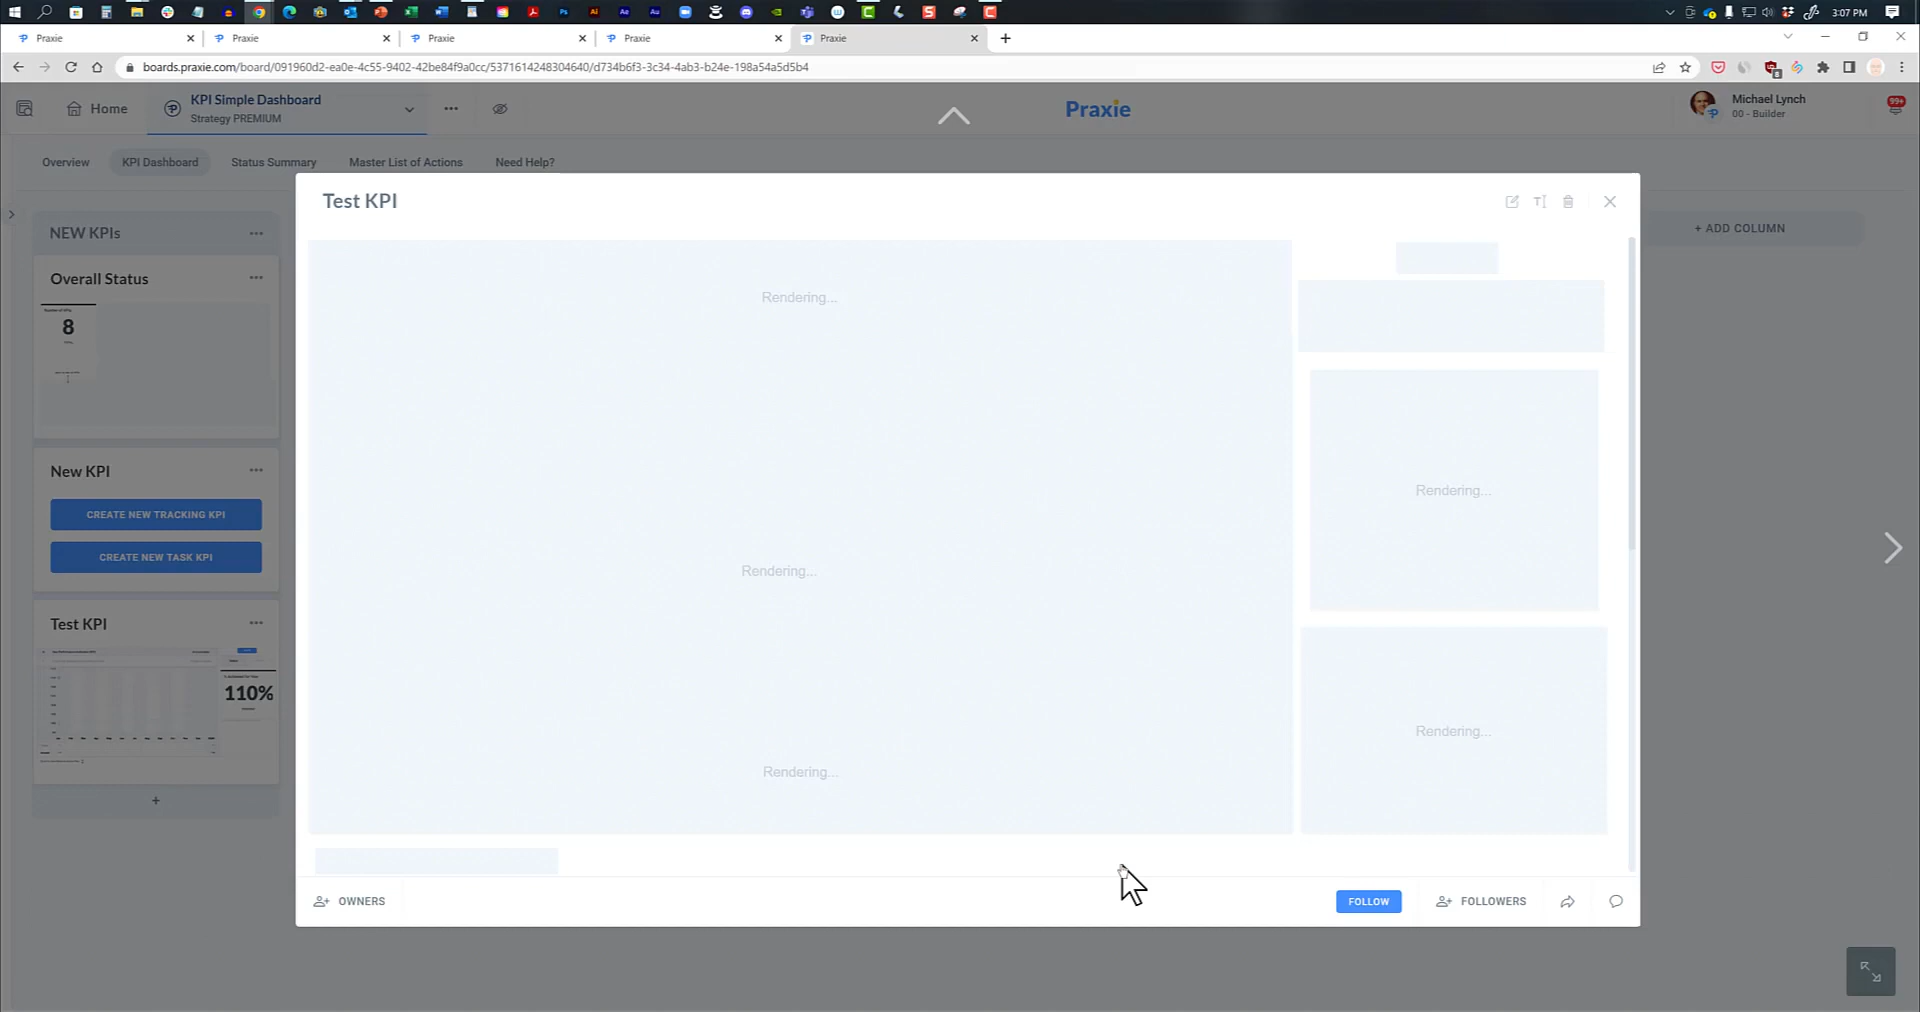 3:07 PM
Praxie
Praxie
Praxie
Praxie
Praxie
boards.praxie.com/board/091960d2-ea0e-4c55-9402-42be84f9a0cc/5371614248304640/d734b6f3-3c34-4ab3-b24e-198a54a5d5b4
Home
KPI Simple Dashboard
Strategy PREMIUM
Praxie
Michael Lynch
00 - Builder
99+
Overview
KPI Dashboard
Status Summary
Master List of Actions
Need Help?
NEW KPIs
+ ADD COLUMN
Overall Status
8
New KPI
CREATE NEW TRACKING KPI
CREATE NEW TASK KPI
Test KPI
110%
+
Test KPI
Rendering...
Rendering...
Rendering...
Rendering...
Rendering...
OWNERS
FOLLOW
FOLLOWERS